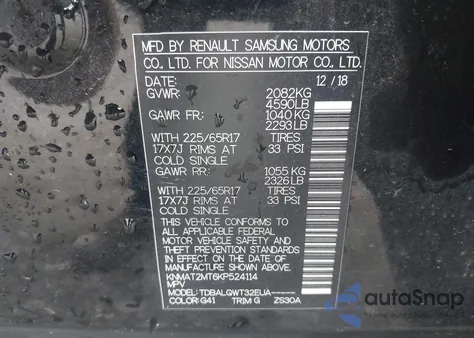 MFD BY RENAULT SAMSUNG MOTORS
CO., LTD. FOR NISSAN MOTOR CO., LTD.
DATE: 12 / 18
GVWR: 2082KG
4590LB
GAWR FR: 1040 KG
2293LB
WITH 225/65R17 TIRES
17X7J RIMS AT 33 PSI
COLD SINGLE
GAWR RR: 1055 KG
2326LB
WITH 225/65R17 TIRES
17X7J RIMS AT 33 PSI
COLD SINGLE
THIS VEHICLE CONFORMS TO
ALL APPLICABLE FEDERAL
MOTOR VEHICLE SAFETY AND
THEFT PREVENTION STANDARDS
IN EFFECT ON THE DATE OF
MANUFACTURE SHOWN ABOVE
KNMAT2MT6KP524114
MPV
MODEL: TDBALGWT32EUA-----
COLOR: G41 TRIM: G ZS30A
autoSnap